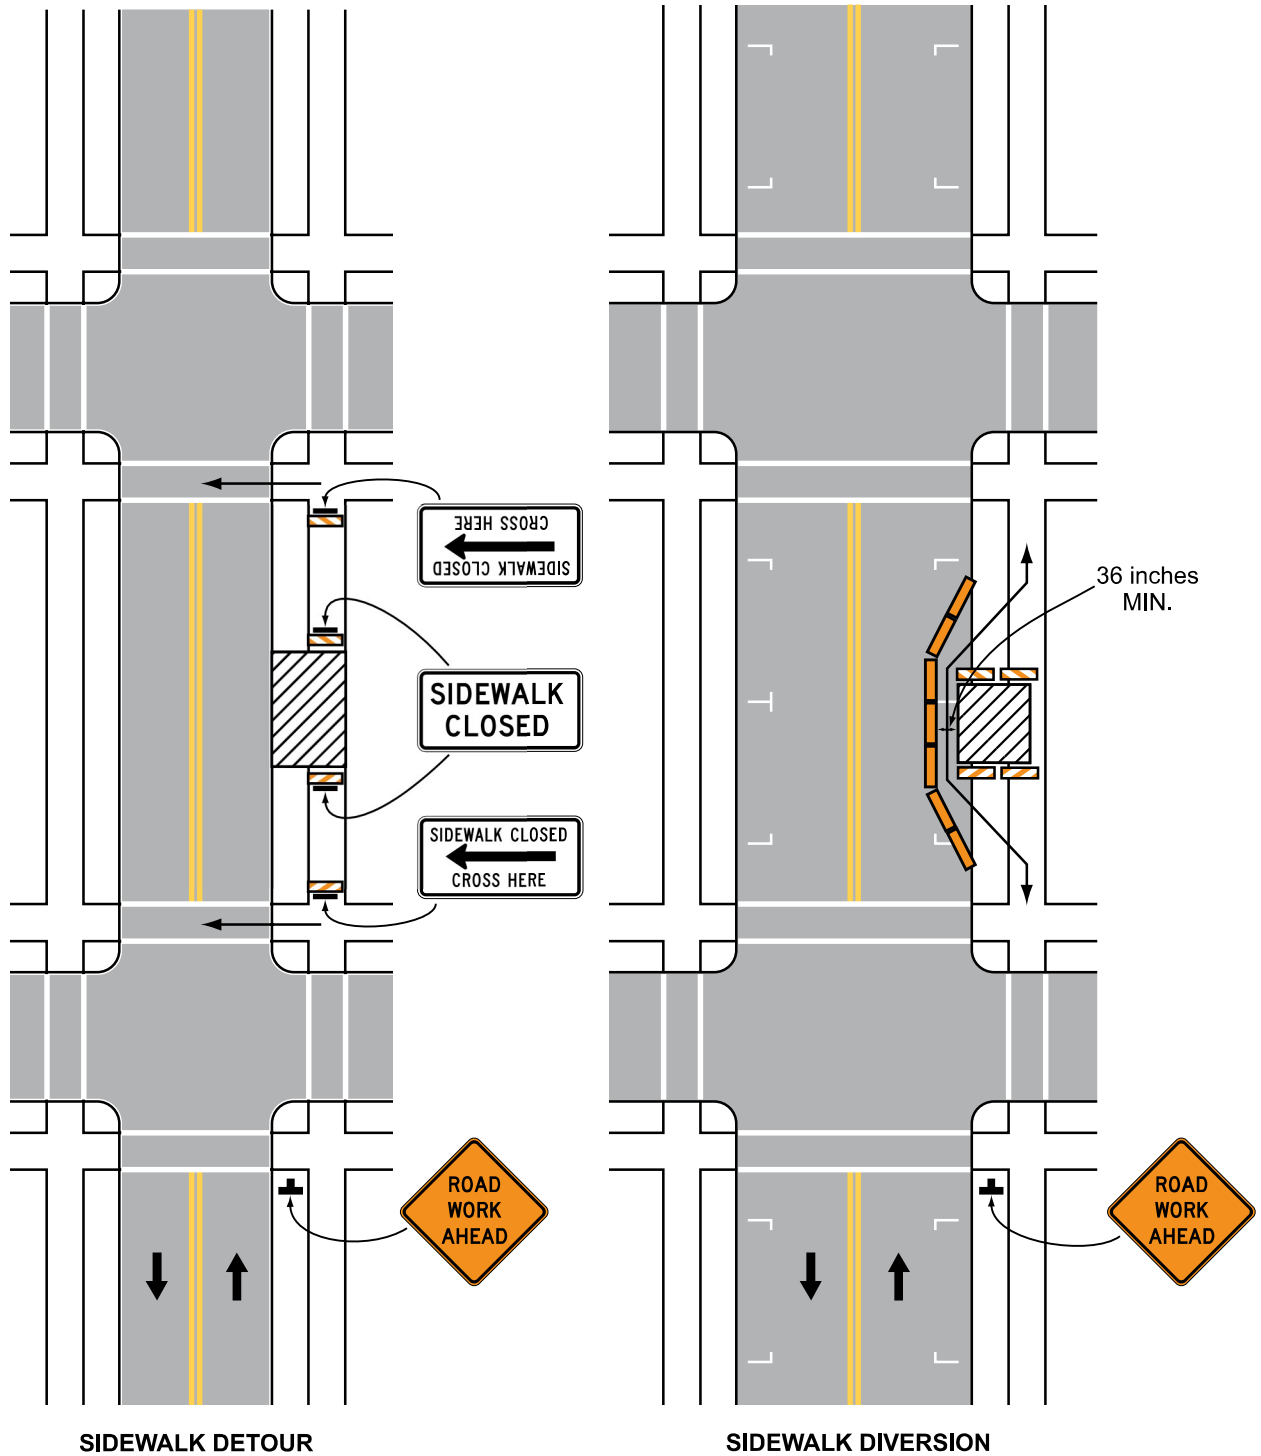 CROSS HERE
SIDEWALK CLOSED
36 inches
MIN.
SIDEWALK
CLOSED
SIDEWALK CLOSED
CROSS HERE
ROAD
WORK
AHEAD
ROAD
WORK
AHEAD
SIDEWALK DETOUR
SIDEWALK DIVERSION